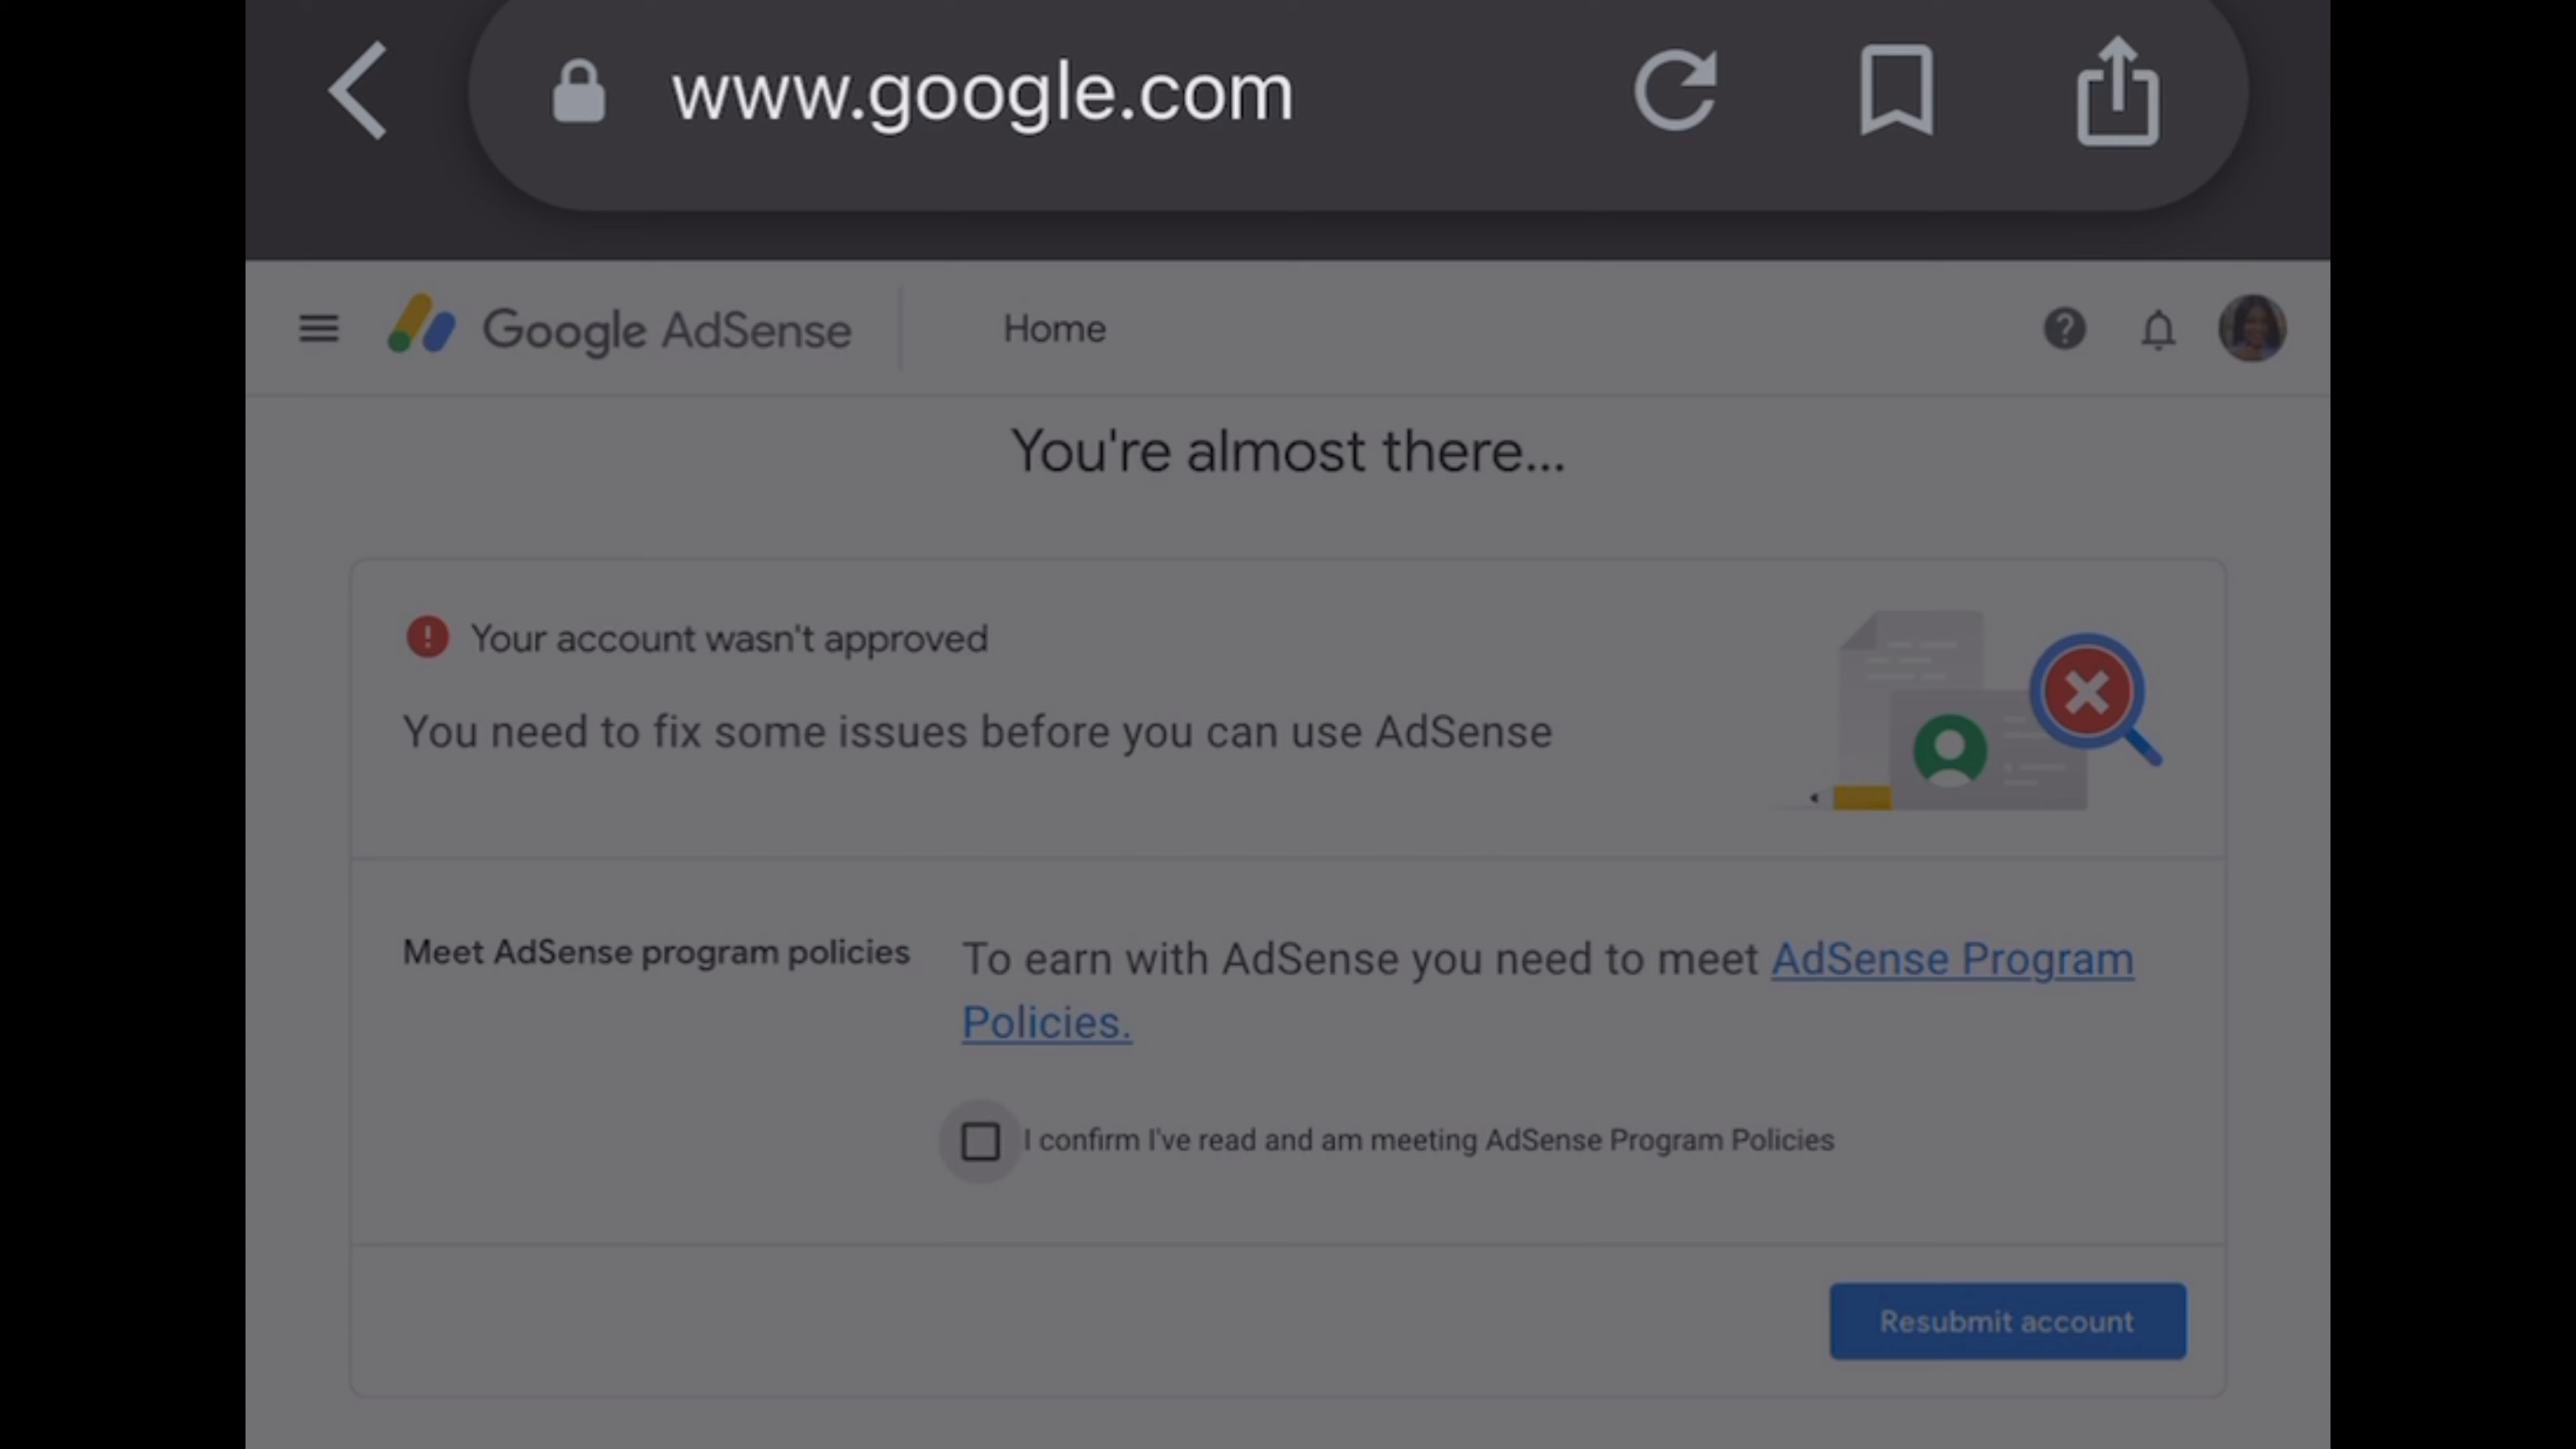 www.google.com
Google AdSense
Home
You're almost there...
Your account wasn't approved
You need to fix some issues before you can use AdSense
Meet AdSense program policies
To earn with AdSense you need to meet AdSense Program
Policies.
I confirm I've read and am meeting AdSense Program Policies
Resubmit account